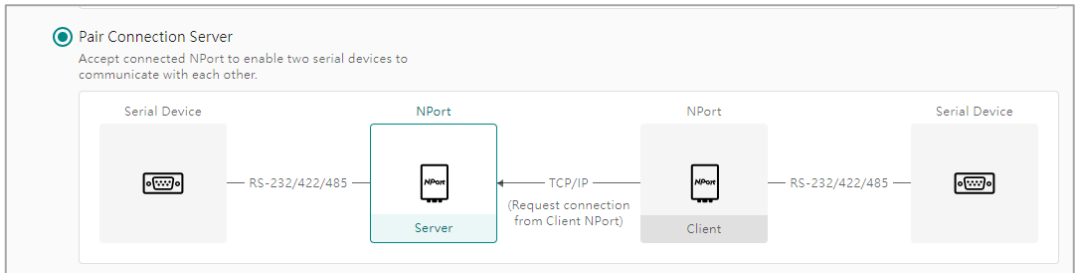 Pair Connection Server
Accept connected NPort to enable two serial devices to
communicate with each other.
Serial Device
NPort
NPort
Serial Device
RS-232/422/485
NPort
TCP/IP
NPort
RS-232/422/485
(Request connection
from Client NPort)
Server
Client